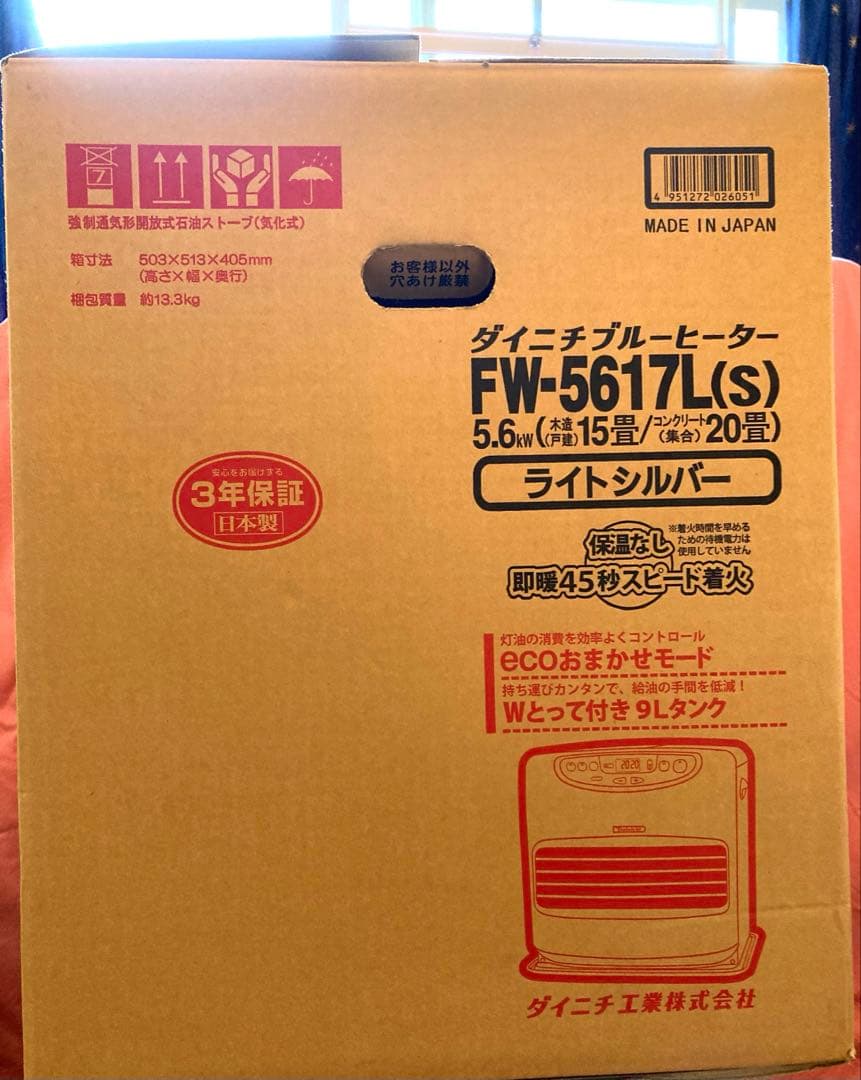 7
強制通気形開放式石油ストーブ(気化式)
箱寸法 503×513×405mm
(高さ×幅×奥行)
梱包質量 約13.3kg
4 951272 026051
MADE IN JAPAN
お客様以外
穴あけ厳禁
ダイニチブルーヒーター
FW-5617L(S)
5.6kW(木造(戸建)15畳/コンクリート(集合)20畳)
ライトシルバー
安心をお届けする
3年保証
日本製
保温なし
※着火時間を早める
ための待機電力は
使用していません
即暖45秒スピード着火
灯油の消費を効率よくコントロール
ecoおまかせモード
持ち運びカンタンで、給油の手間を低減!
Wとって付き9Lタンク
2020
Dainichi
ダイニチ工業株式会社